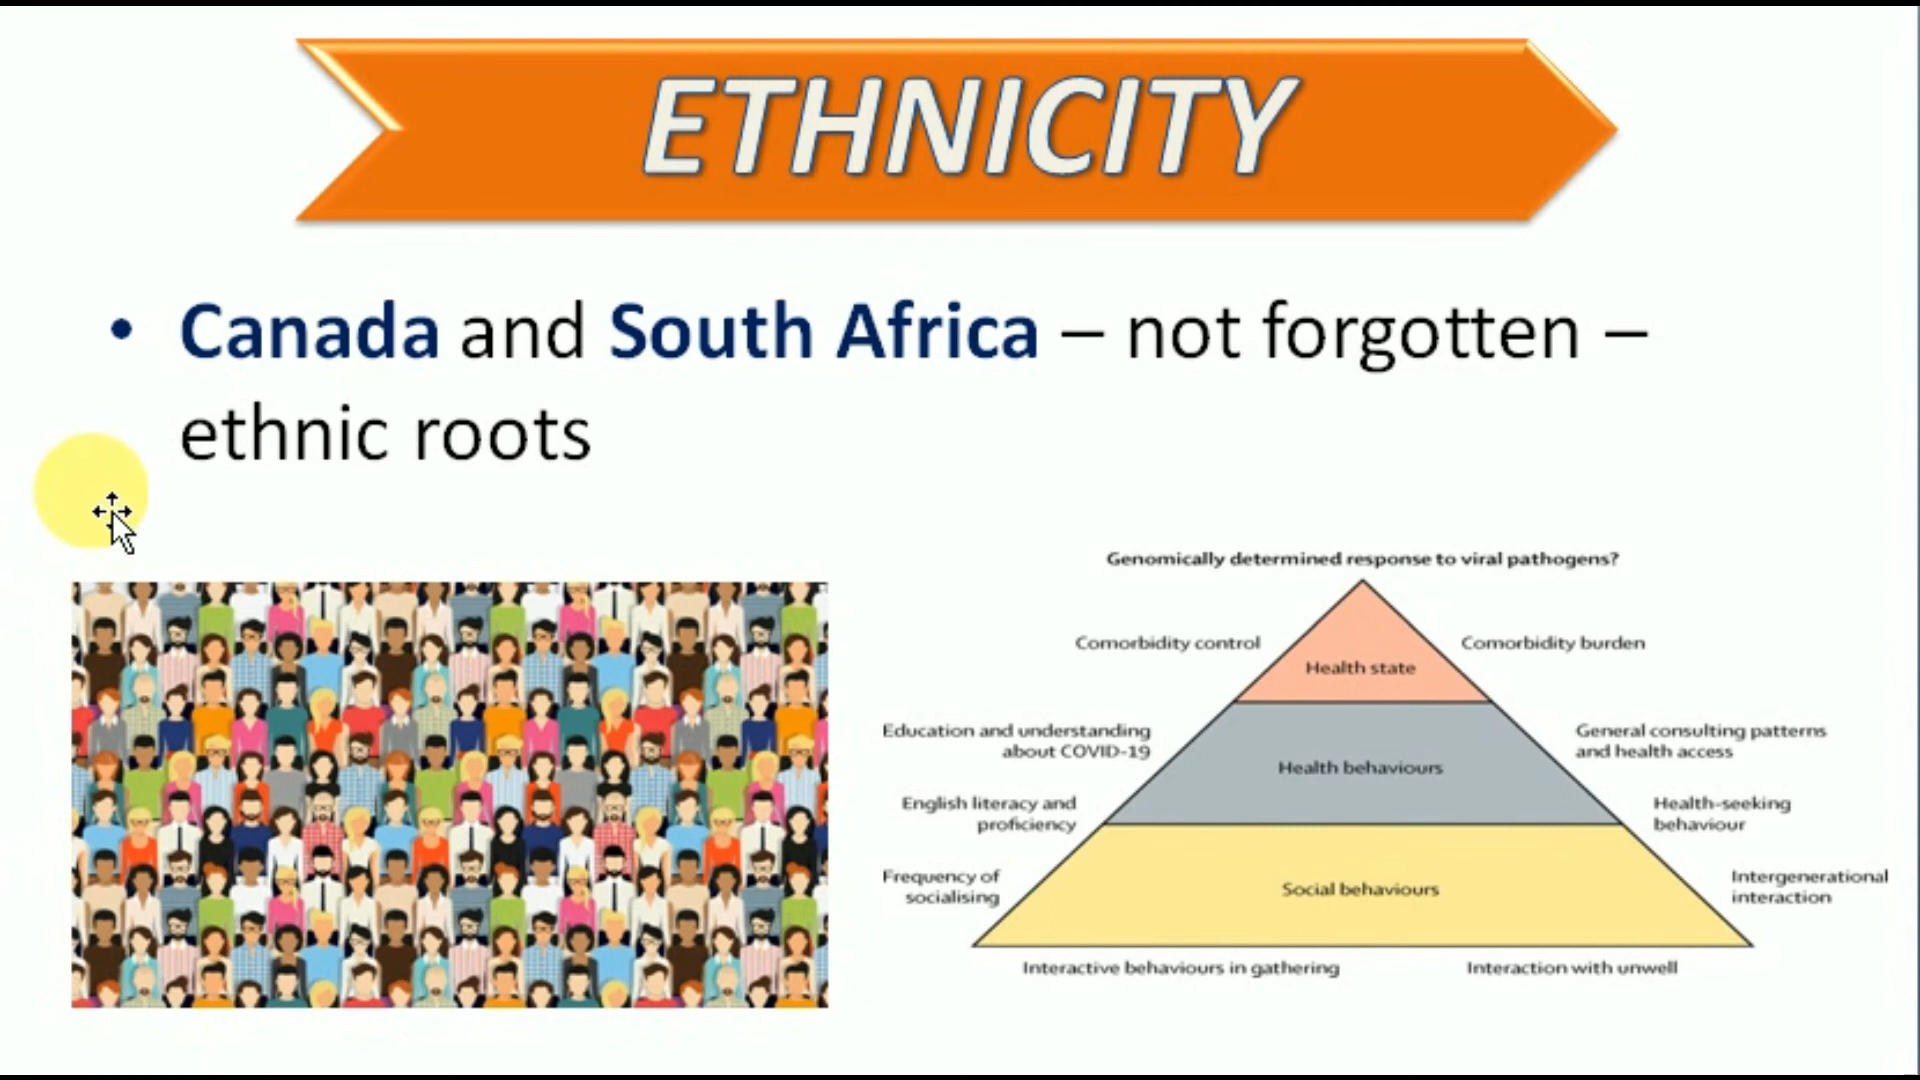 ETHNICITY
• Canada and South Africa – not forgotten –
ethnic roots
Genomically determined response to viral pathogens?
Comorbidity control
Comorbidity burden
Health state
Education and understanding
about COVID-19
General consulting patterns
and health access
Health behaviours
English literacy and
proficiency
Health-seeking
behaviour
Frequency of
socialising
Social behaviours
Intergenerational
interaction
Interactive behaviours in gathering
Interaction with unwell